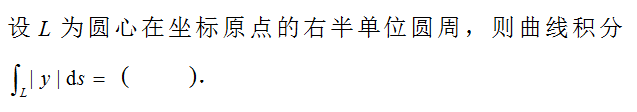 设 L 为圆心在坐标原点的右半单位圆周，则曲线积分
∫_L | y | ds = (　　).